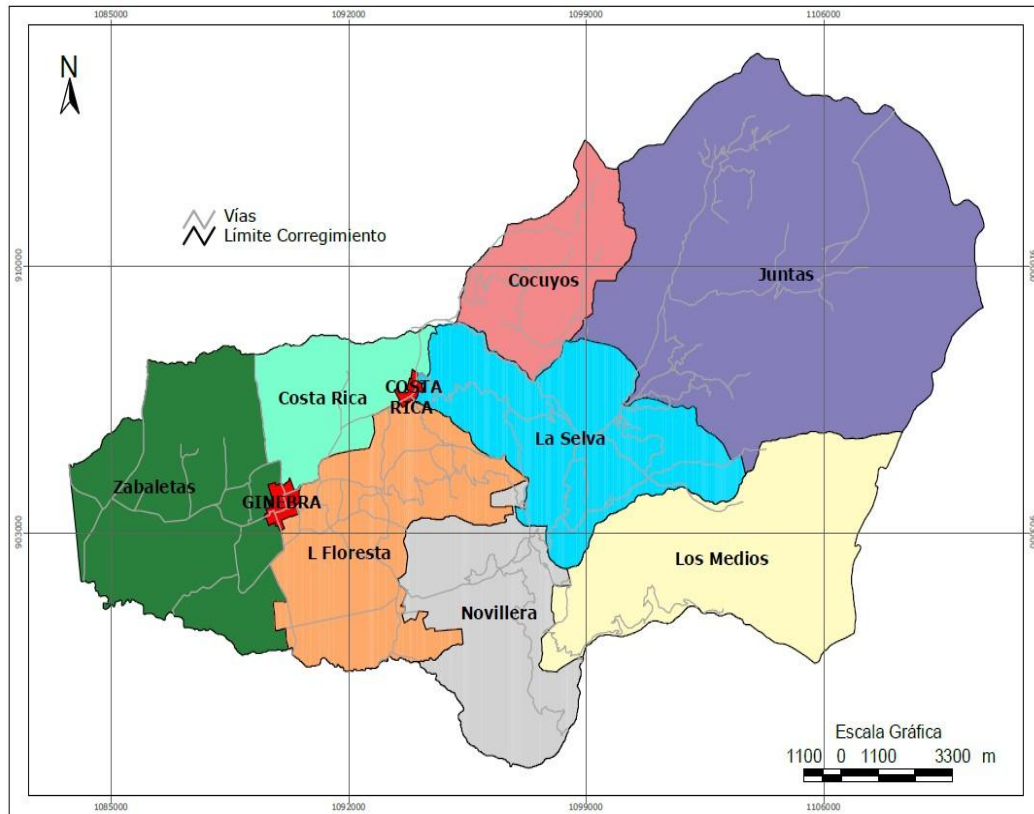 1085000
1092000
1099000
1106000
N
Vías
Límite Corregimiento
910000
Cocuyos
Juntas
COSTA
RICA
Costa Rica
La Selva
Zabaletas
GINEBRA
903000
L Floresta
Los Medios
Novillera
Escala Gráfica
1100 0 1100 3300 m
1085000
1092000
1099000
1106000